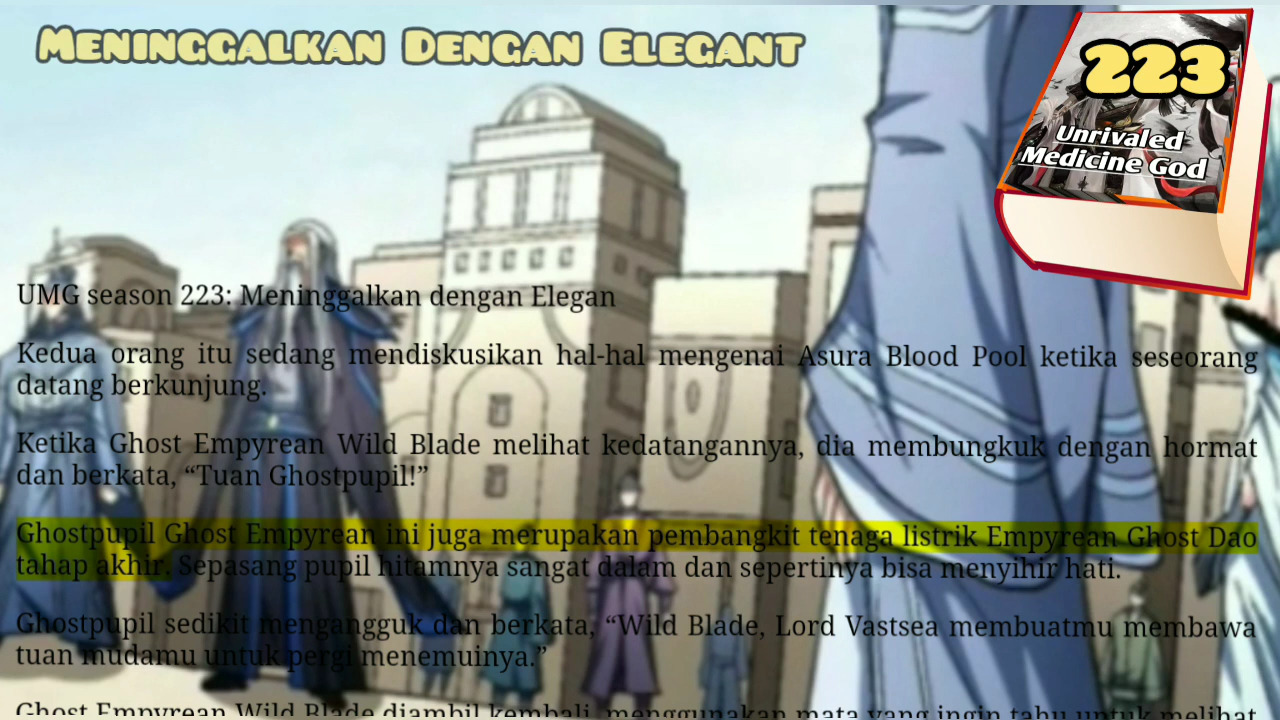 Meninggalkan Dengan Elegant
223
Unrivaled
Medicine God
UMG season 223: Meninggalkan dengan Elegan
Kedua orang itu sedang mendiskusikan hal-hal mengenai Asura Blood Pool ketika seseorang
datang berkunjung.
Ketika Ghost Empyrean Wild Blade melihat kedatangannya, dia membungkuk dengan hormat
dan berkata, “Tuan Ghostpupil!”
Ghostpupil Ghost Empyrean ini juga merupakan pembangkit tenaga listrik Empyrean Ghost Dao
tahap akhir. Sepasang pupil hitamnya sangat dalam dan sepertinya bisa menyihir hati.
Ghostpupil sedikit mengangguk dan berkata, “Wild Blade, Lord Vastsea membuatmu membawa
tuan mudamu untuk pergi menemuinya.”
Ghost Empyrean Wild Blade diambil kembali, menggunakan mata yang ingin tahu untuk melihat